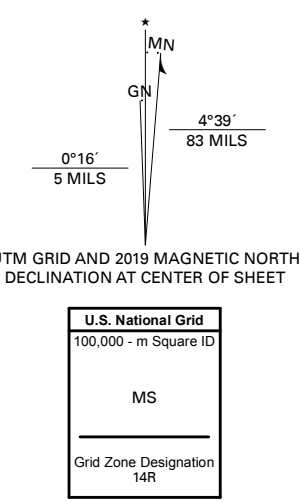 ★
MN
GN
4°39´
83 MILS
0°16´
5 MILS
UTM GRID AND 2019 MAGNETIC NORTH
DECLINATION AT CENTER OF SHEET
U.S. National Grid
100,000 - m Square ID
MS
Grid Zone Designation
14R